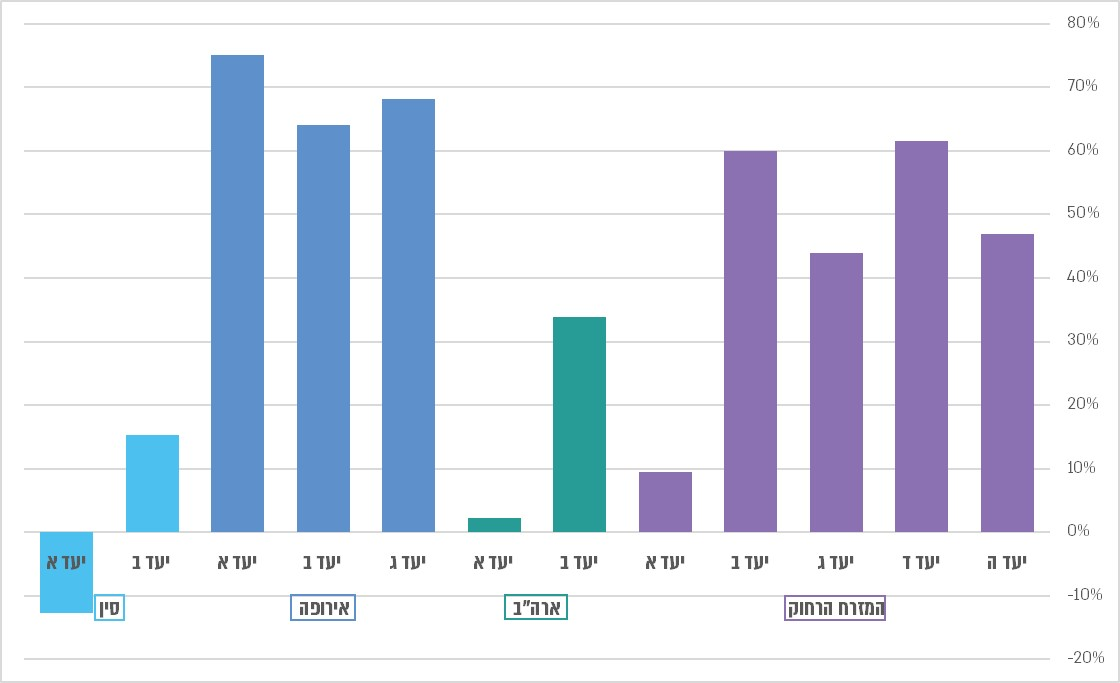 80%
70%
60%
50%
40%
30%
20%
10%
0%
-10%
-20%
יעד ה
יעד ד
יעד ג
יעד ב
יעד א
יעד ב
יעד א
יעד ג
יעד ב
יעד א
יעד ב
יעד א
המזרח הרחוק
ארה"ב
אירופה
סין